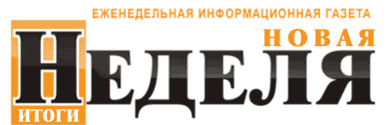 ЕЖЕНЕДЕЛЬНАЯ ИНФОРМАЦИОННАЯ ГАЗЕТА
НОВАЯ
НЕДЕЛЯ
ИТОГИ